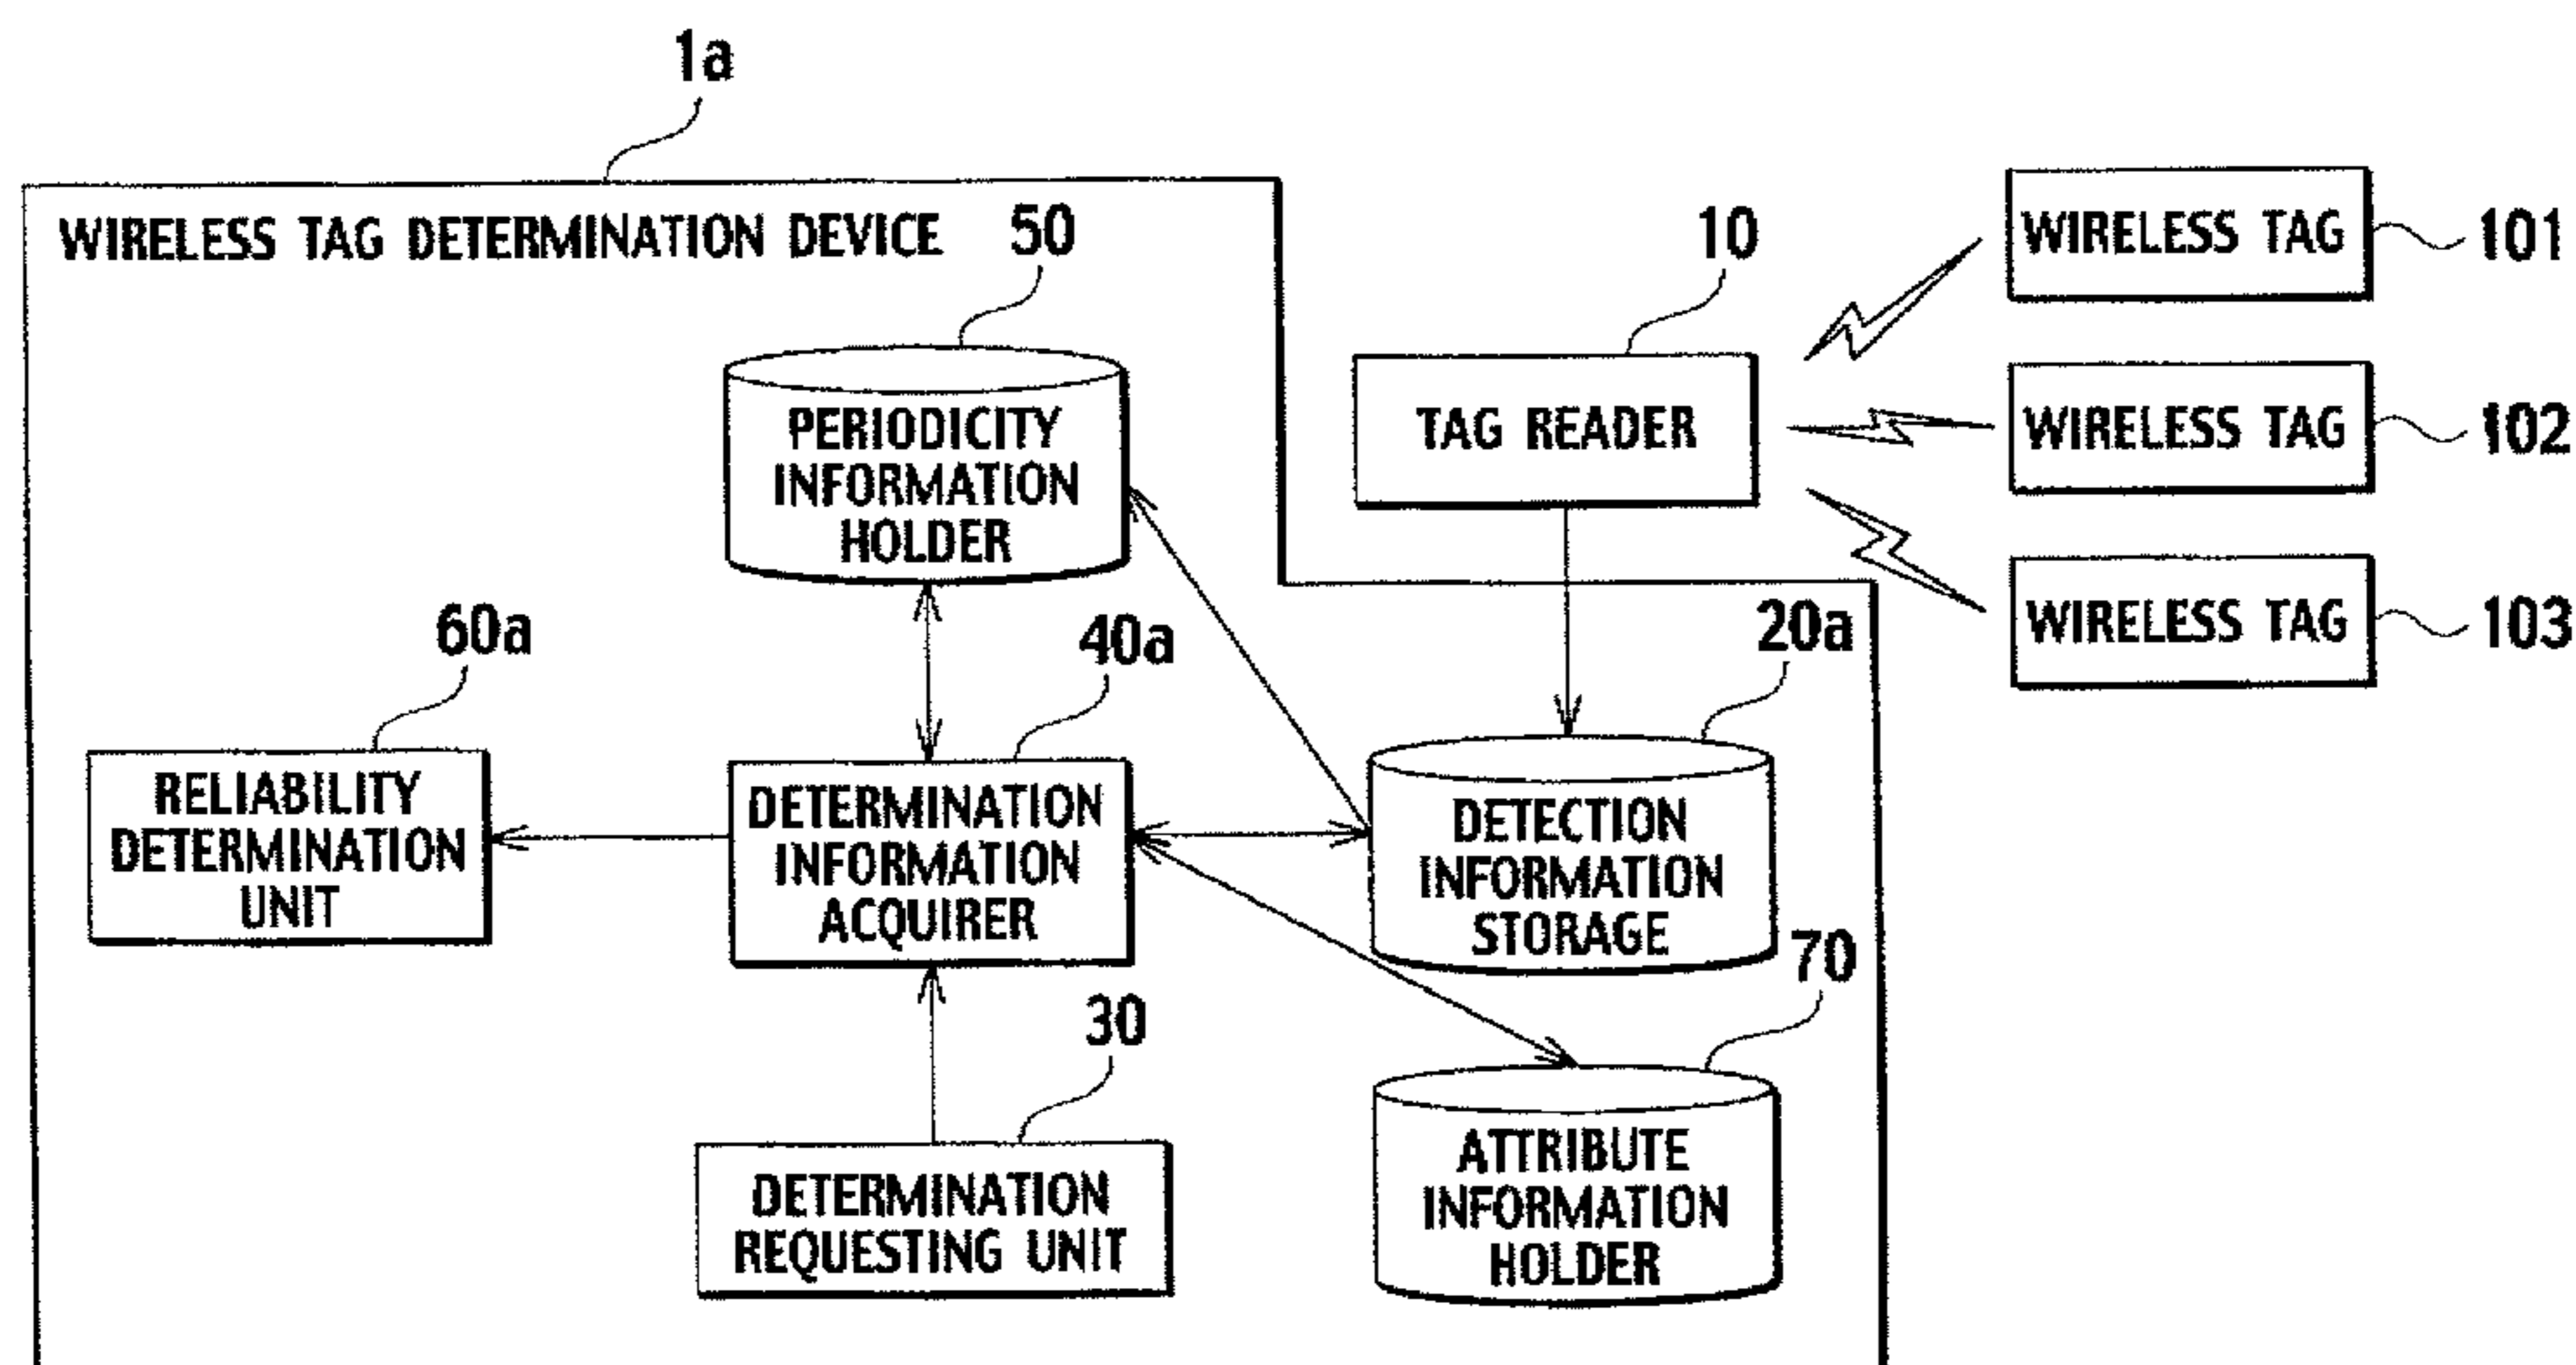 1a
WIRELESS TAG DETERMINATION DEVICE
50
10
WIRELESS TAG
101
PERIODICITY
INFORMATION
HOLDER
TAG READER
WIRELESS TAG
102
WIRELESS TAG
103
60a
40a
20a
RELIABILITY
DETERMINATION
UNIT
DETERMINATION
INFORMATION
ACQUIRER
DETECTION
INFORMATION
STORAGE
30
70
DETERMINATION
REQUESTING UNIT
ATTRIBUTE
INFORMATION
HOLDER